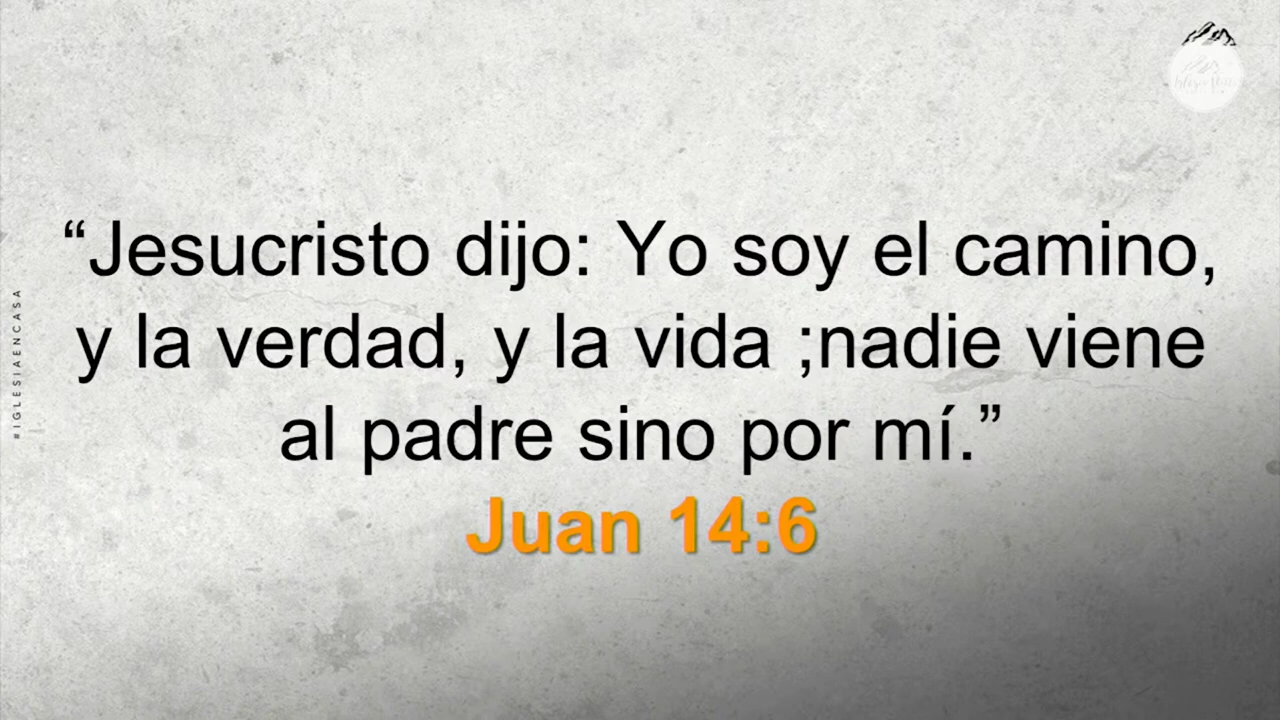 “Jesucristo dijo: Yo soy el camino,
y la verdad, y la vida ;nadie viene
al padre sino por mí.”
Juan 14:6
#IGLESIAENCASA